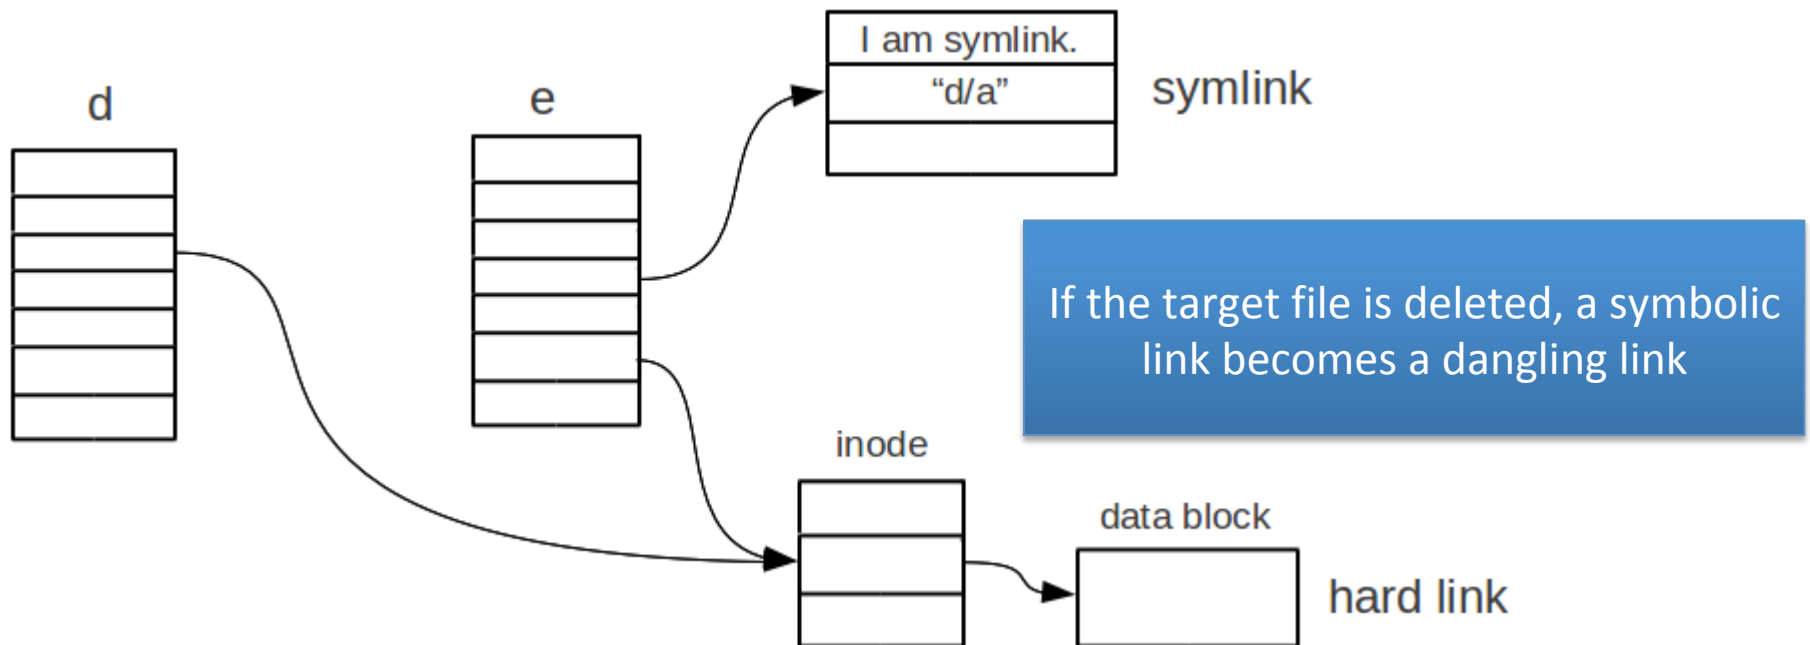 I am symlink.
“d/a”
symlink
d
e
If the target file is deleted, a symbolic
link becomes a dangling link
inode
data block
hard link